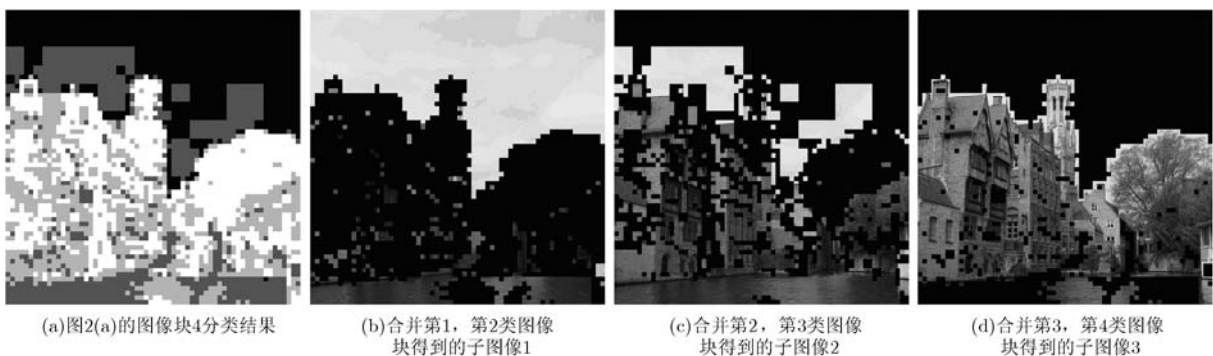 (a)图2(a)的图像块4分类结果
(b)合并第1，第2类图像
块得到的子图像1
(c)合并第2，第3类图像
块得到的子图像2
(d)合并第3，第4类图像
块得到的子图像3